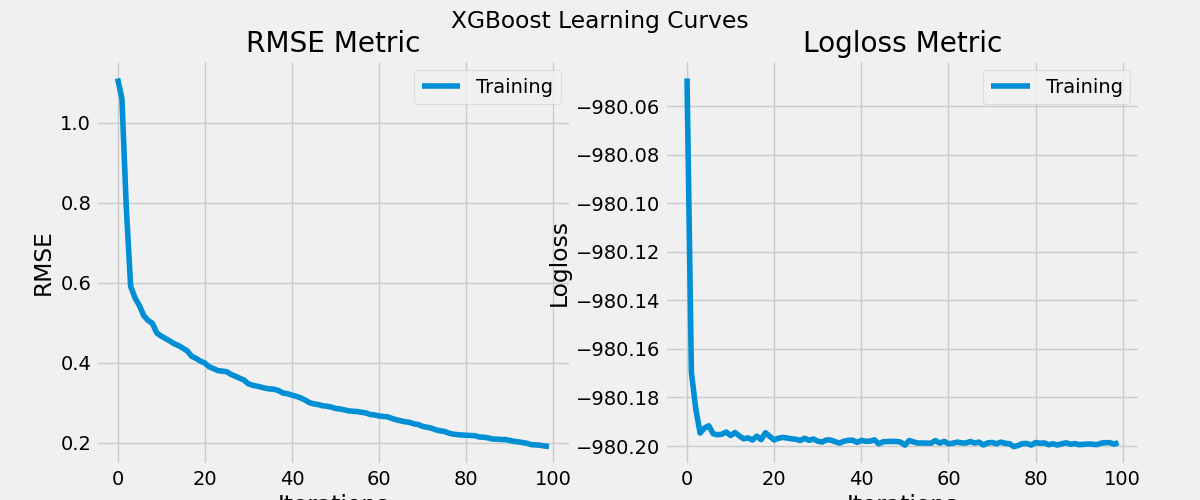 XGBoost Learning Curves
RMSE Metric
Training
1.0
0.8
0.6
0.4
0.2
RMSE
0 20 40 60 80 100
Iterations
Logloss Metric
Training
−980.06
−980.08
−980.10
−980.12
−980.14
−980.16
−980.18
−980.20
Logloss
0 20 40 60 80 100
Iterations